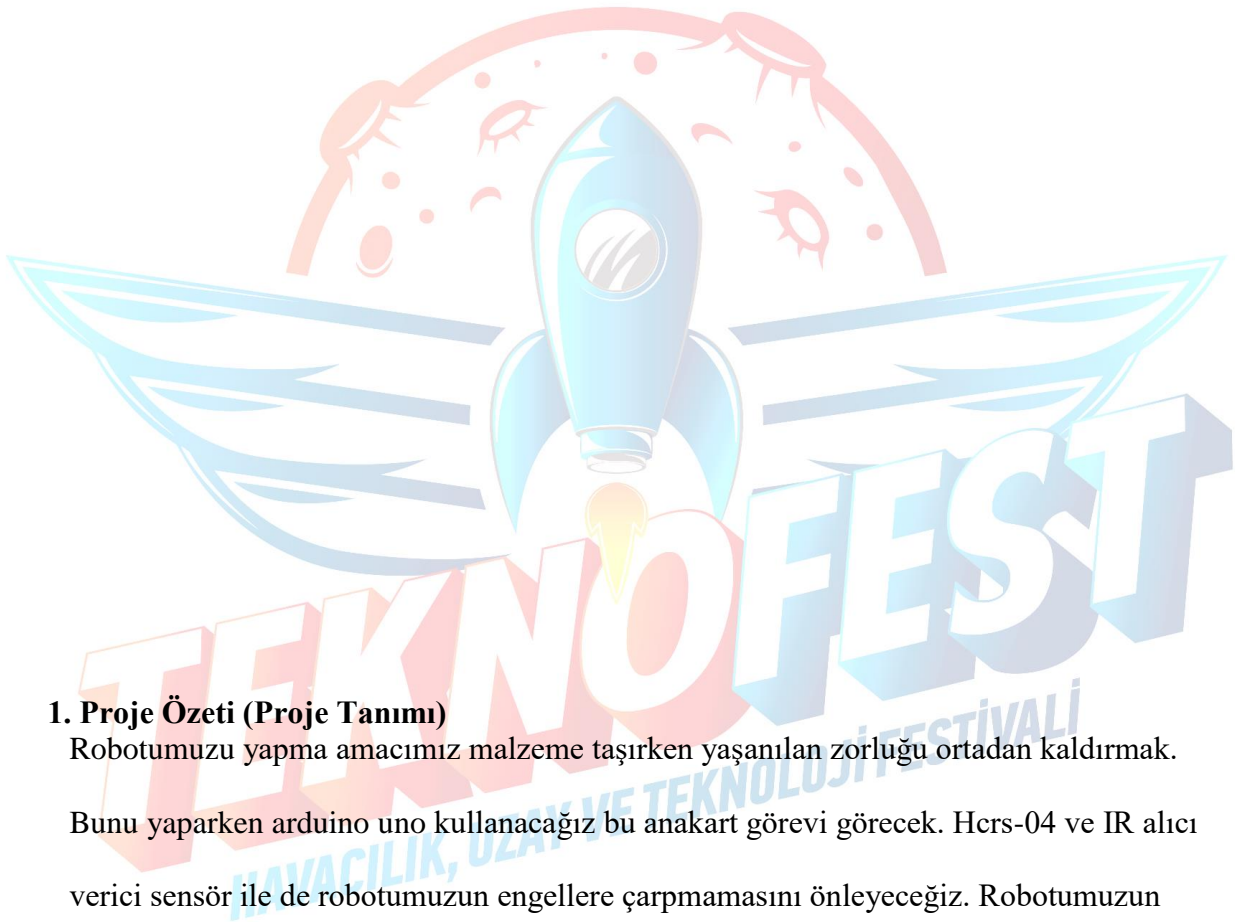 TEKNOFEST
HAVACILIK, UZAY VE TEKNOLOJİ FESTİVALİ
1. Proje Özeti (Proje Tanımı)
Robotumuzu yapma amacımız malzeme taşırken yaşanılan zorluğu ortadan kaldırmak.
Bunu yaparken arduino uno kullanacağız bu anakart görevi görecek. Hcrs-04 ve IR alıcı
verici sensör ile de robotumuzun engellere çarpmamasını önleyeceğiz. Robotumuzun